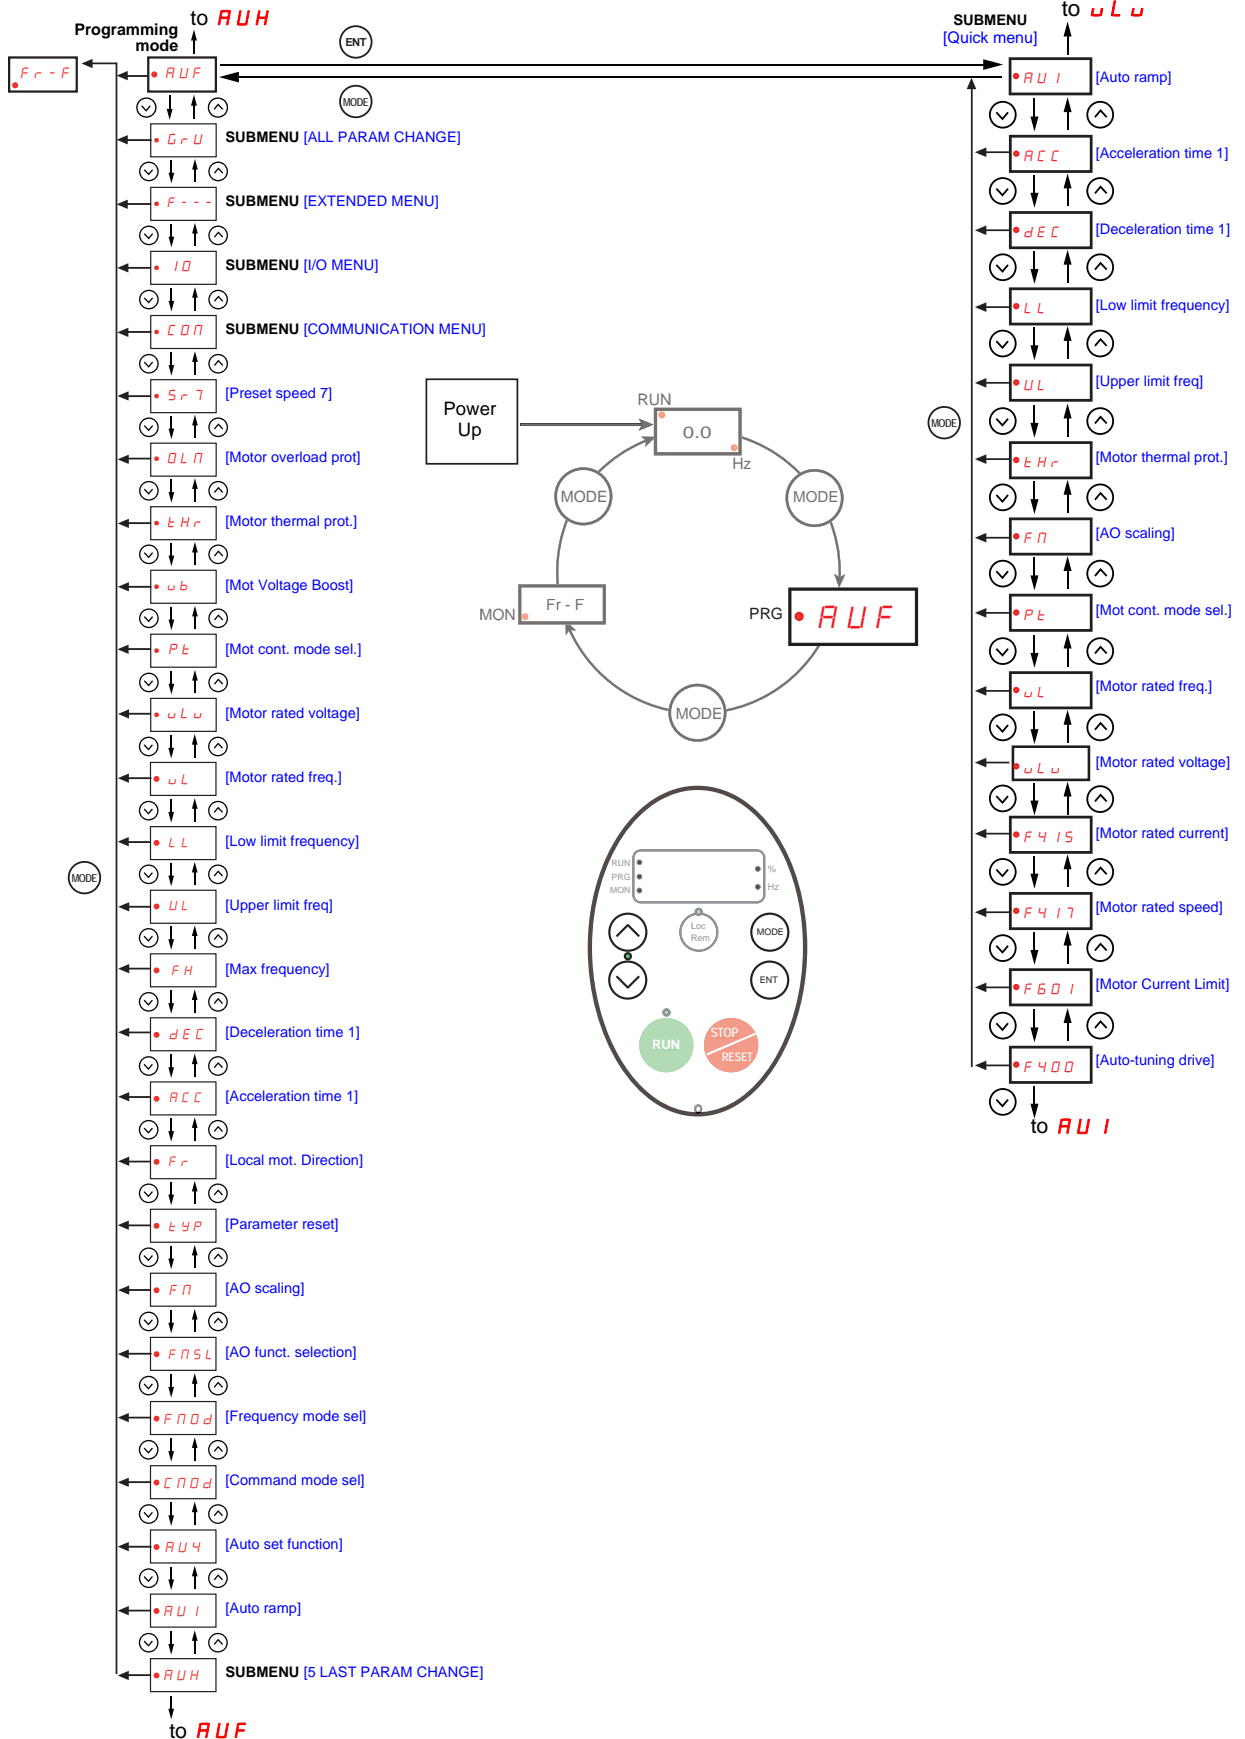 to AUH
Programming
mode
Fr-F
AUF
ENT
MODE
SUBMENU
[Quick menu]
to uLu
AU1 [Auto ramp]
GrU SUBMENU [ALL PARAM CHANGE]
F--- SUBMENU [EXTENDED MENU]
IO SUBMENU [I/O MENU]
COM SUBMENU [COMMUNICATION MENU]
Sr7 [Preset speed 7]
OLM [Motor overload prot]
tHr [Motor thermal prot.]
ub [Mot Voltage Boost]
Pt [Mot cont. mode sel.]
uLu [Motor rated voltage]
uL [Motor rated freq.]
LL [Low limit frequency]
MODE
UL [Upper limit freq]
FH [Max frequency]
dEC [Deceleration time 1]
ACC [Acceleration time 1]
Fr [Local mot. Direction]
tYP [Parameter reset]
FM [AO scaling]
FMSL [AO funct. selection]
FMOd [Frequency mode sel]
CMOd [Command mode sel]
AU4 [Auto set function]
AU1 [Auto ramp]
AUH SUBMENU [5 LAST PARAM CHANGE]
to AUF
Power
Up
RUN
0.0
Hz
MODE
MODE
MON
Fr - F
PRG
AUF
MODE
RUN
PRG
MON
%
Hz
Loc
Rem
MODE
ENT
RUN
STOP
RESET
ACC [Acceleration time 1]
dEC [Deceleration time 1]
LL [Low limit frequency]
UL [Upper limit freq]
MODE
tHr [Motor thermal prot.]
FM [AO scaling]
Pt [Mot cont. mode sel.]
uL [Motor rated freq.]
uLu [Motor rated voltage]
F415 [Motor rated current]
F417 [Motor rated speed]
F601 [Motor Current Limit]
F400 [Auto-tuning drive]
to AU1